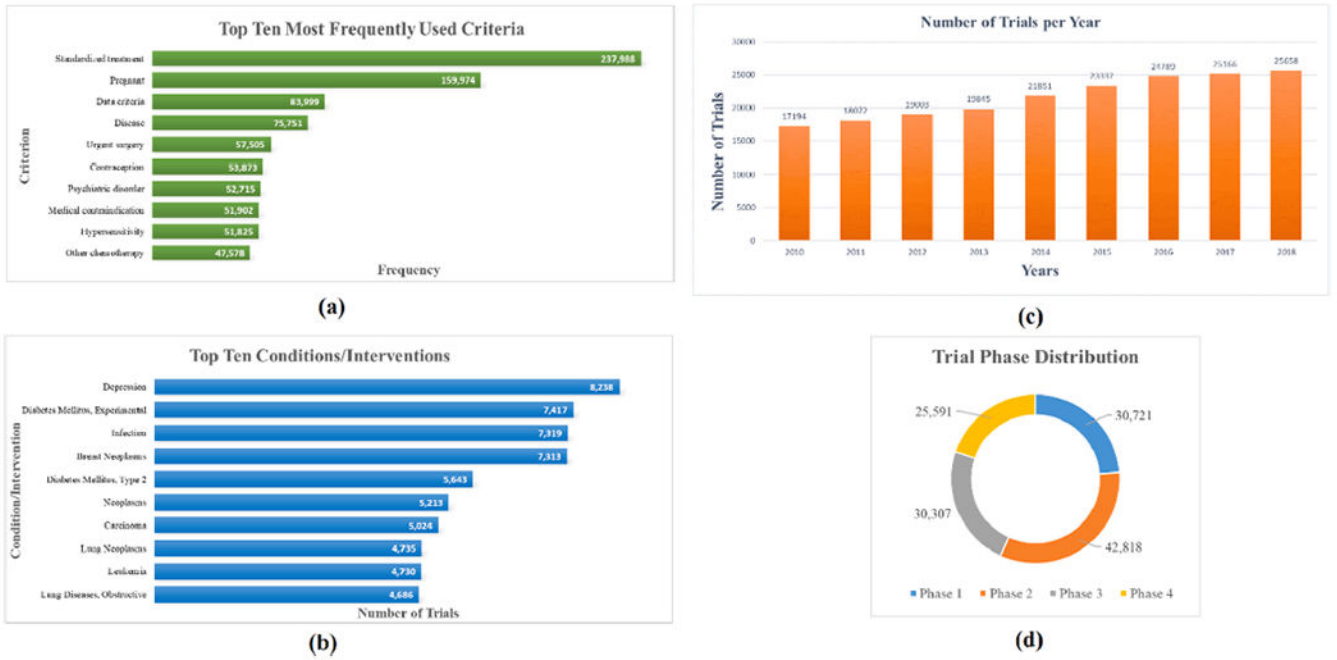 Top Ten Most Frequently Used Criteria
Criterion
Standardized treatment 237,988
Pregnant 159,974
Data criteria 83,999
Disease 75,751
Urgent surgery 57,505
Contraception 53,873
Psychiatric disorder 52,715
Medical contraindication 51,902
Hypersensitivity 51,825
Other chemotherapy 47,578
Frequency
(a)
Top Ten Conditions/Interventions
Condition/Intervention
Depression 8,238
Diabetes Mellitus, Experimental 7,417
Infection 7,319
Breast Neoplasms 7,313
Diabetes Mellitus, Type 2 5,643
Neoplasms 5,213
Carcinoma 5,024
Lung Neoplasms 4,735
Leukemia 4,730
Lung Diseases, Obstructive 4,686
Number of Trials
(b)
Number of Trials per Year
Number of Trials
30000
25000
20000
15000
10000
5000
0
17194 18022 19845 21851 24789 25166 25658
2010 2011 2012 2013 2014 2015 2016 2017 2018
Years
(c)
Trial Phase Distribution
25,591
30,721
30,307
42,818
Phase 1 Phase 2 Phase 3 Phase 4
(d)